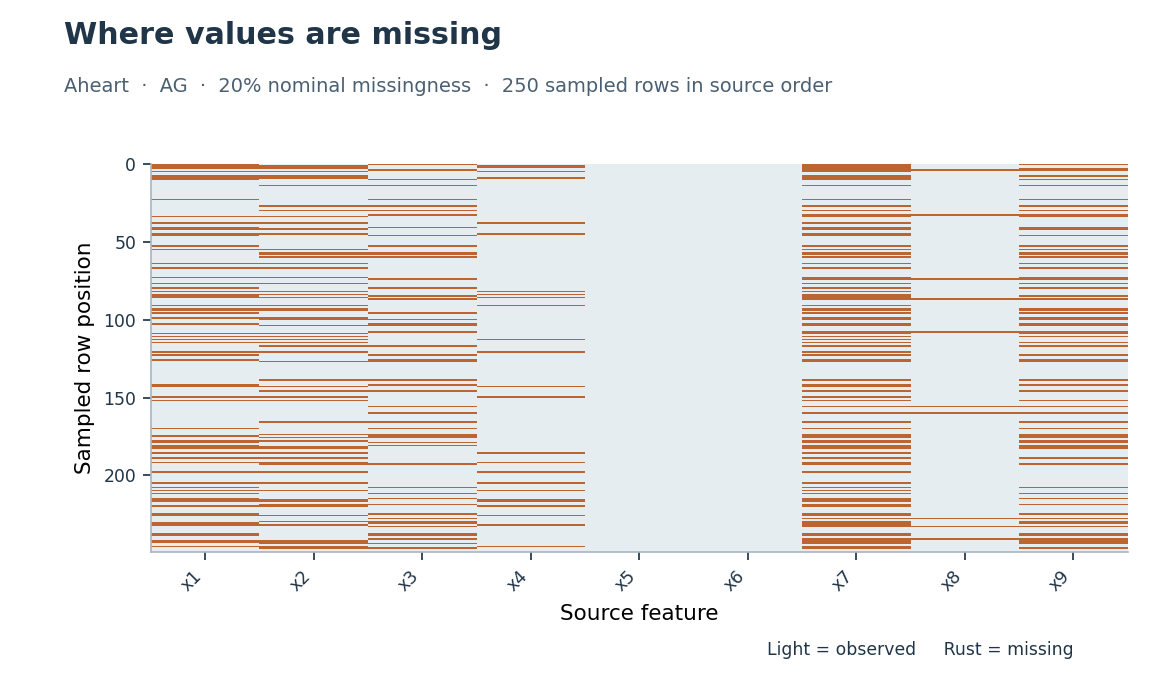 Where values are missing
Aheart · AG · 20% nominal missingness · 250 sampled rows in source order
Sampled row position
0
50
100
150
200
x1 x2 x3 x4 x5 x6 x7 x8 x9
Source feature
Light = observed Rust = missing